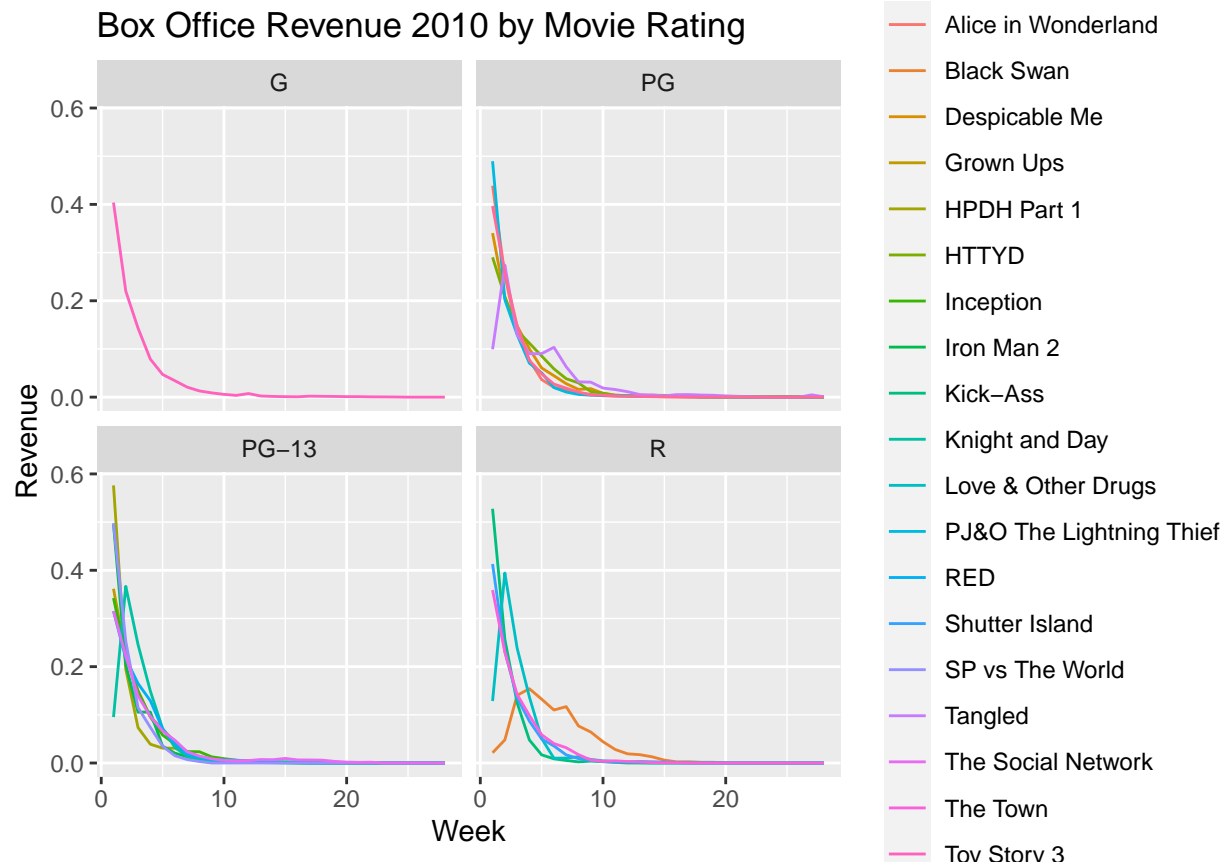 Box Office Revenue 2010 by Movie Rating
G
PG
0.6
0.4
0.2
0.0
PG−13
R
0.6
0.4
0.2
0.0
0
10
20
0
10
20
Revenue
Week
Alice in Wonderland
Black Swan
Despicable Me
Grown Ups
HPDH Part 1
HTTYD
Inception
Iron Man 2
Kick−Ass
Knight and Day
Love & Other Drugs
PJ&O The Lightning Thief
RED
Shutter Island
SP vs The World
Tangled
The Social Network
The Town
Toy Story 3